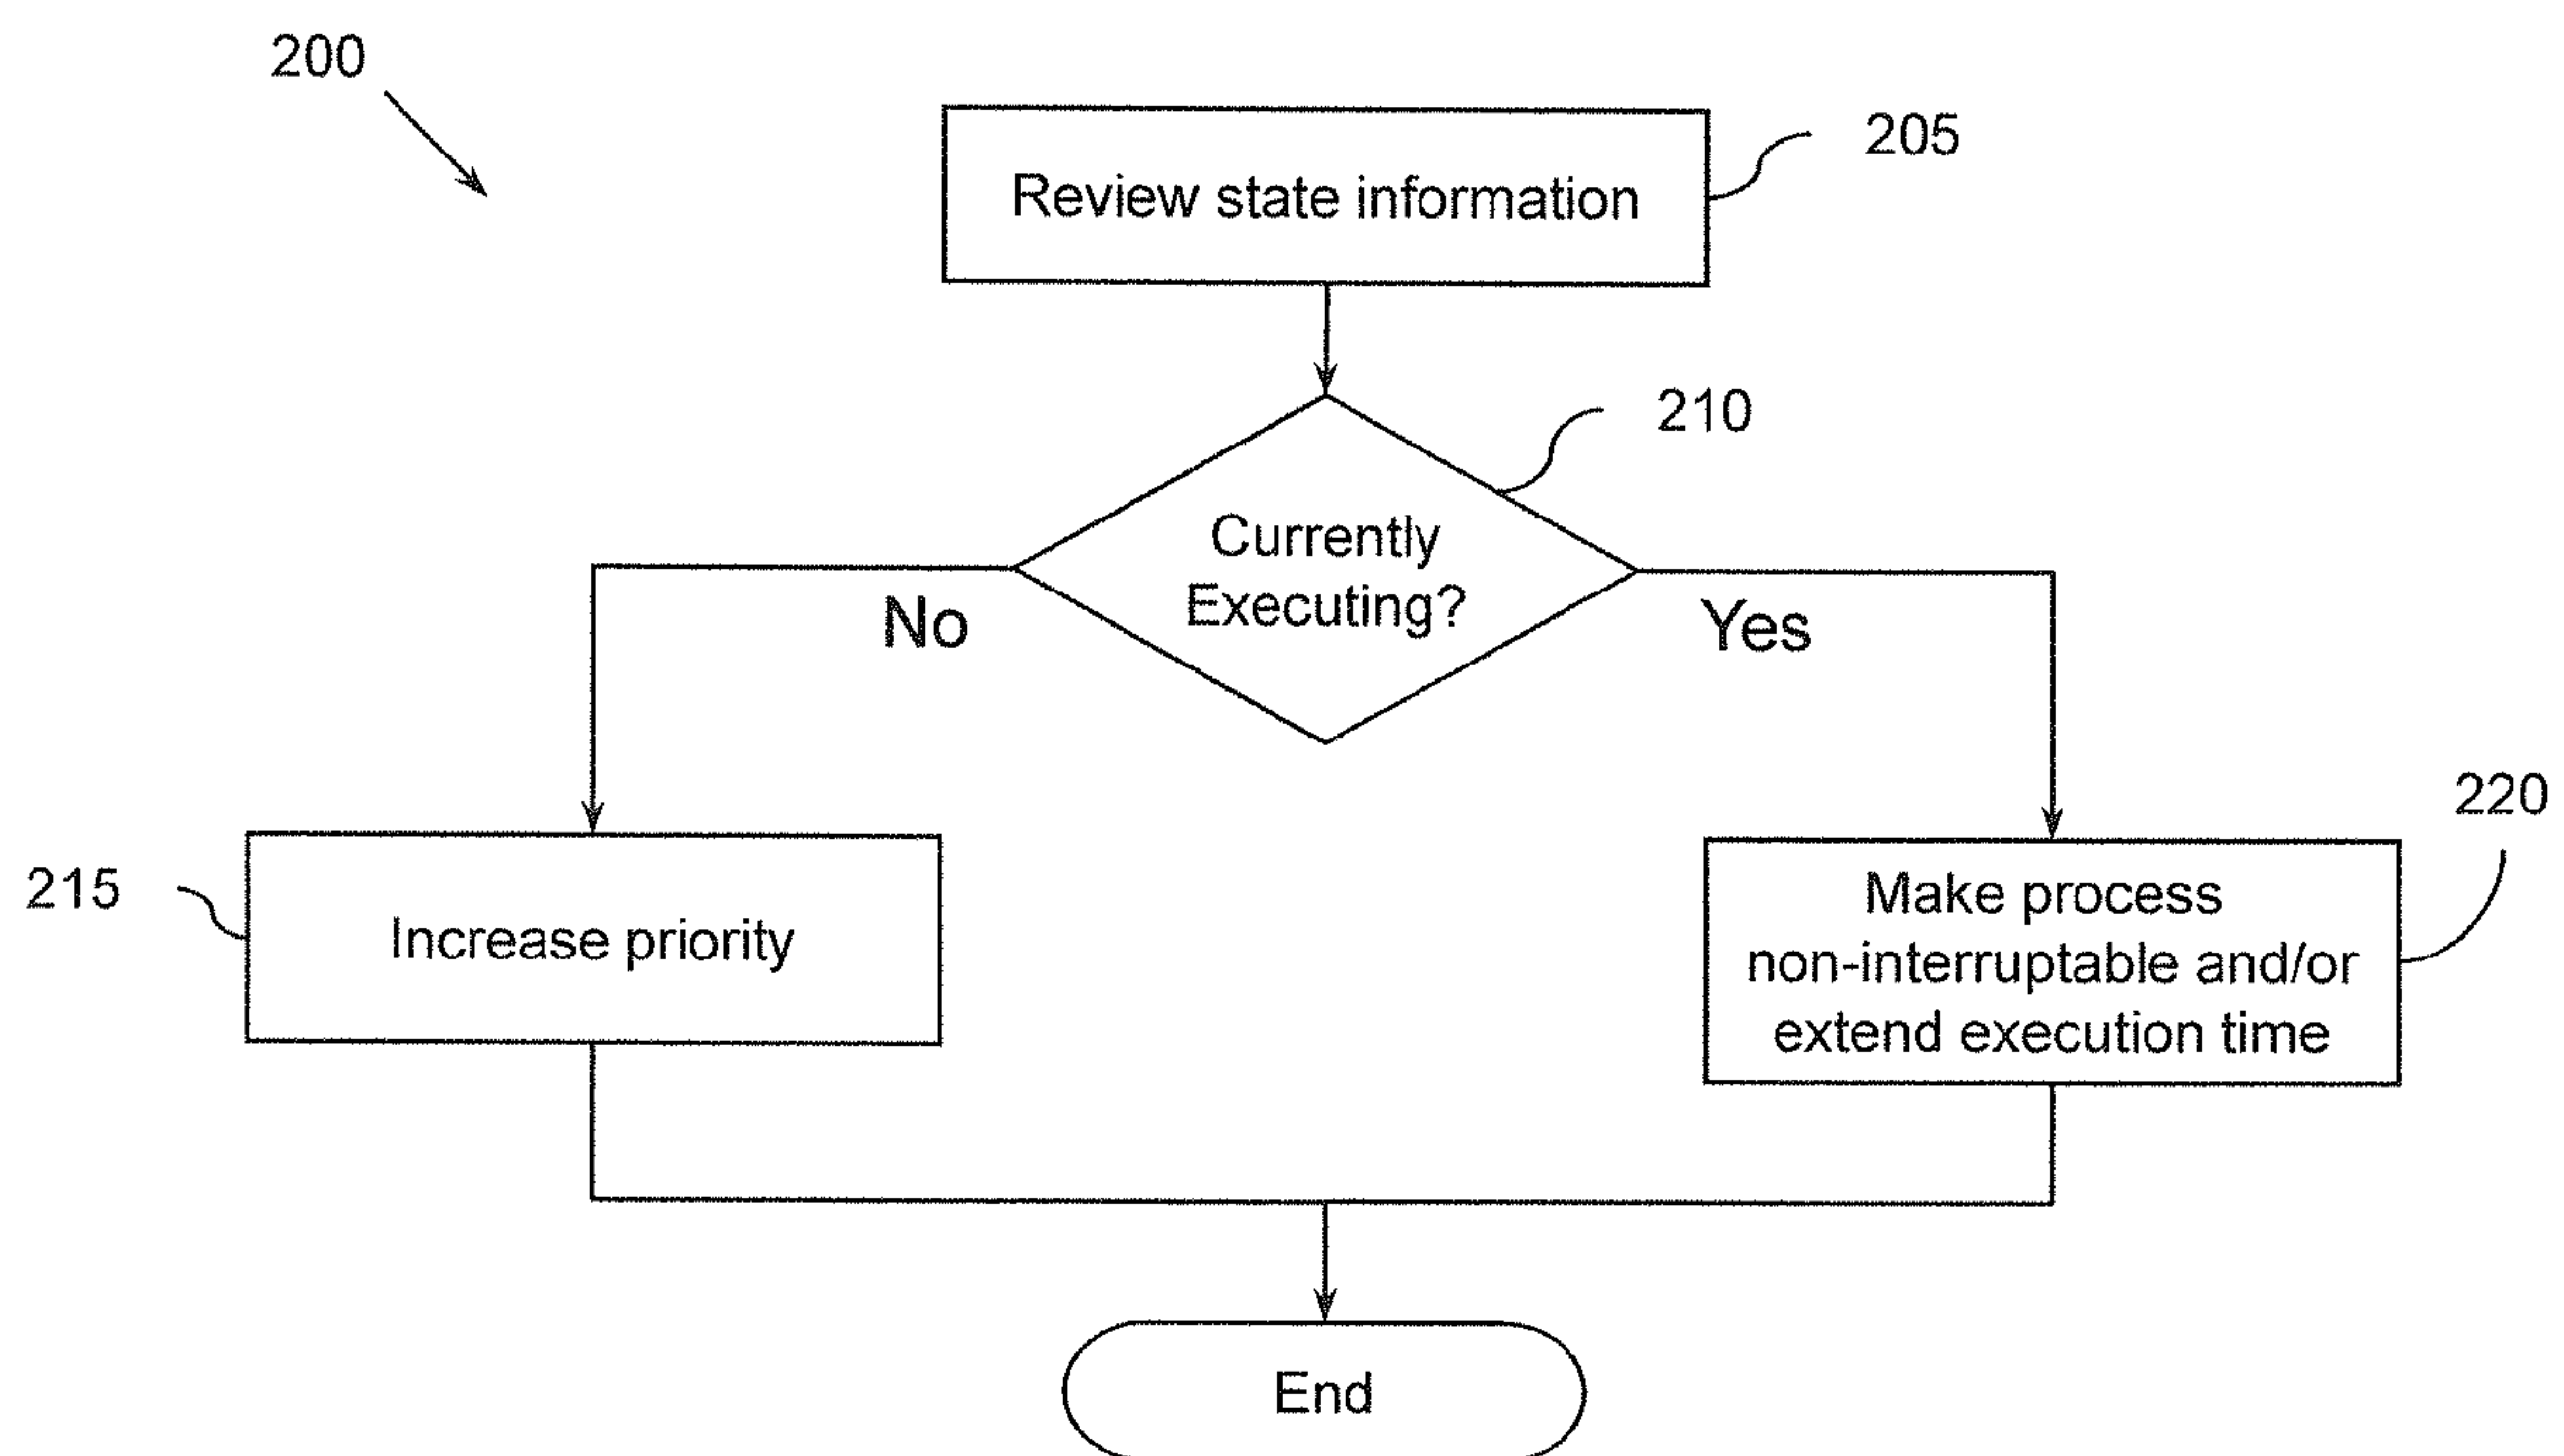 200
205
Review state information
210
Currently
Executing?
No
Yes
215
Increase priority
220
Make process
non-interruptable and/or
extend execution time
End